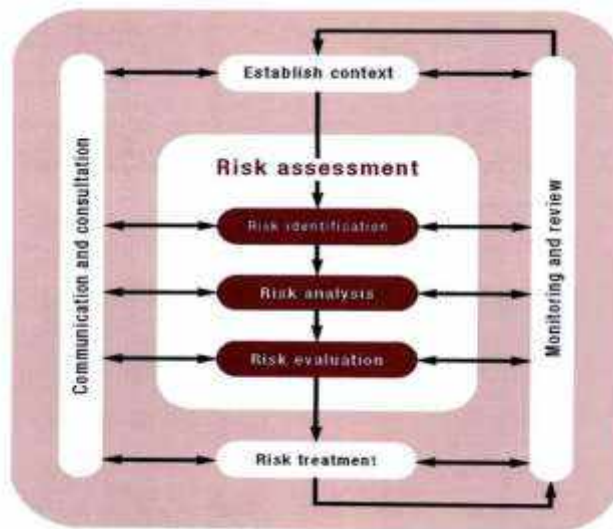 Establish context
Communication and consultation
Risk assessment
Risk identification
Risk analysis
Risk evaluation
Monitoring and review
Risk treatment